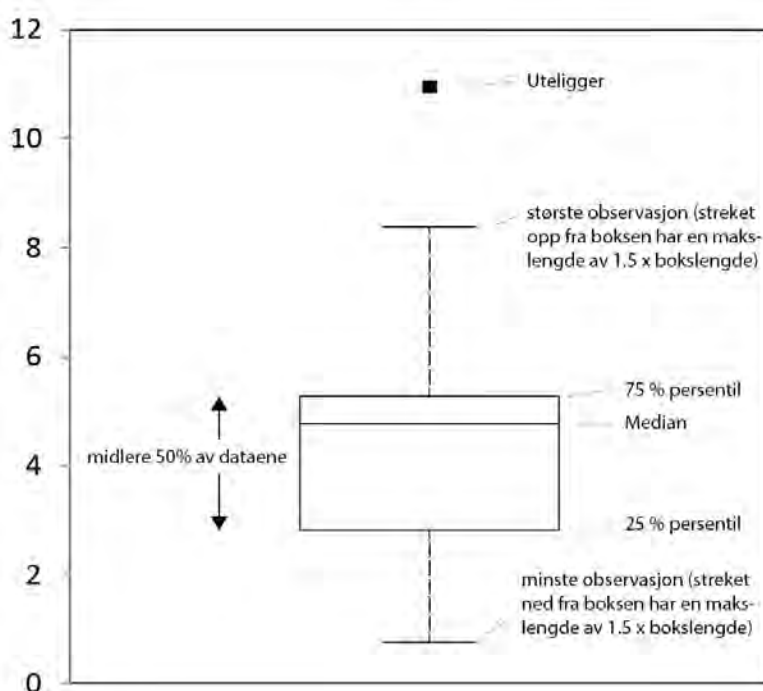 12
Uteligger
10
største observasjon (streket
opp fra boksen har en maks-
lengde av 1.5 x bokslengde)
8
6
75 % persentil
Median
midlere 50% av dataene
4
25 % persentil
minste observasjon (streket
ned fra boksen har en maks-
lengde av 1.5 x bokslengde)
2
0